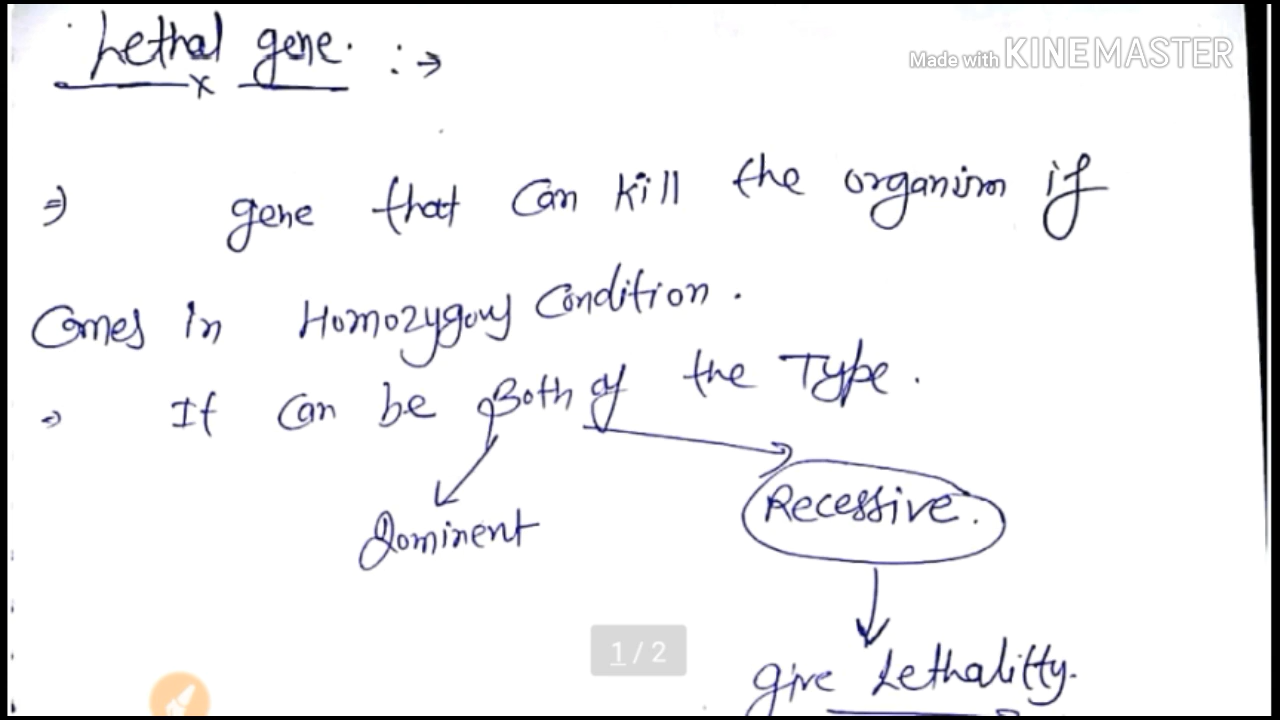 Lethal gene. :→
Made with KINEMASTER
⇒ gene that can kill the organism if
Comes in Homozygous Condition.
→ It can be Both of the Type.
Dominent
Recessive.
1/2
give Lethalitty.